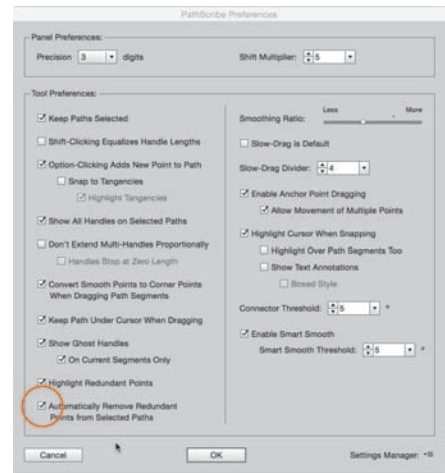 PathScribe Preferences
Panel Preferences:
Precision 3 digits
Shift Multiplier: 5
Tool Preferences:
Keep Paths Selected
Shift-Clicking Equalizes Handle Lengths
Option-Clicking Adds New Point to Path
Snap to Tangencies
Highlight Tangencies
Show All Handles on Selected Paths
Don't Extend Multi-Handles Proportionally
Handles Stop at Zero Length
Convert Smooth Points to Corner Points
When Dragging Path Segments
Keep Path Under Cursor When Dragging
Show Ghost Handles
On Current Segments Only
Highlight Redundant Points
Automatically Remove Redundant
Points from Selected Paths
Less More
Smoothing Ratio:
Slow-Drag is Default
Slow-Drag Divider: 4
Enable Anchor Point Dragging
Allow Movement of Multiple Points
Highlight Cursor When Snapping
Highlight Over Path Segments Too
Show Text Annotations
Boxed Style
Connector Threshold: 5 °
Enable Smart Smooth
Smart Smooth Threshold: 5 °
Cancel
OK
Settings Manager: